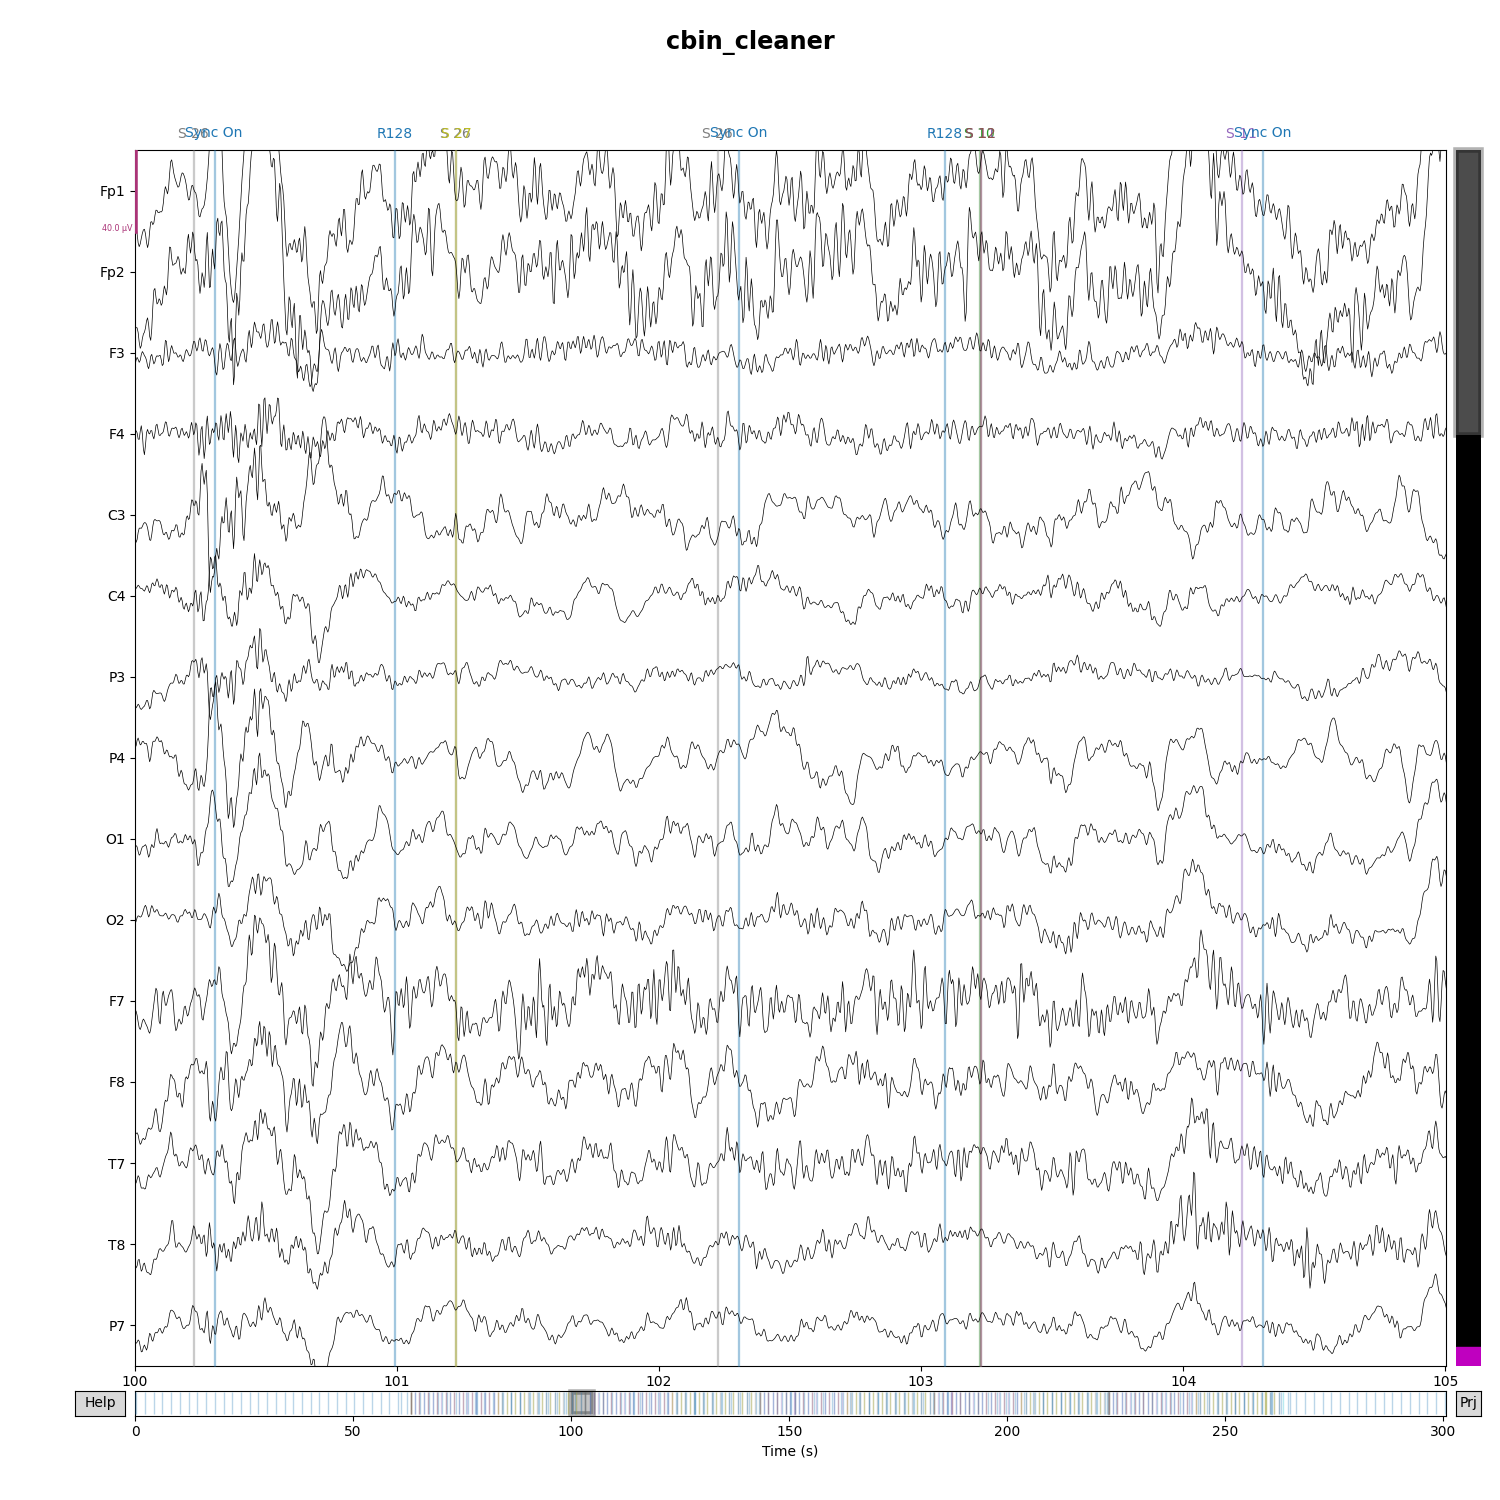 cbin_cleaner
Sync On R128 Sync On R128 Sync On
Fp1
40.0 µV
Fp2
F3
F4
C3
C4
P3
P4
O1
O2
F7
F8
T7
T8
P7
100 101 102 103 104 105
Help Prj
0 50 100 150 200 250 300
Time (s)